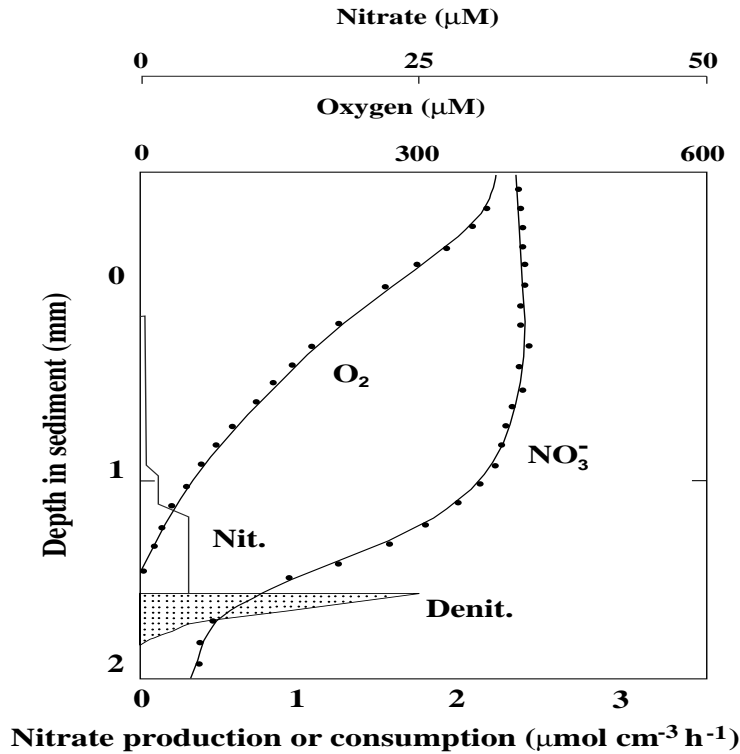 Nitrate (μM)
0 25 50
Oxygen (μM)
0 300 600
Depth in sediment (mm)
0
O₂
NO₃⁻
1
Nit.
Denit.
2
0 1 2 3
Nitrate production or consumption (μmol cm⁻³ h⁻¹)